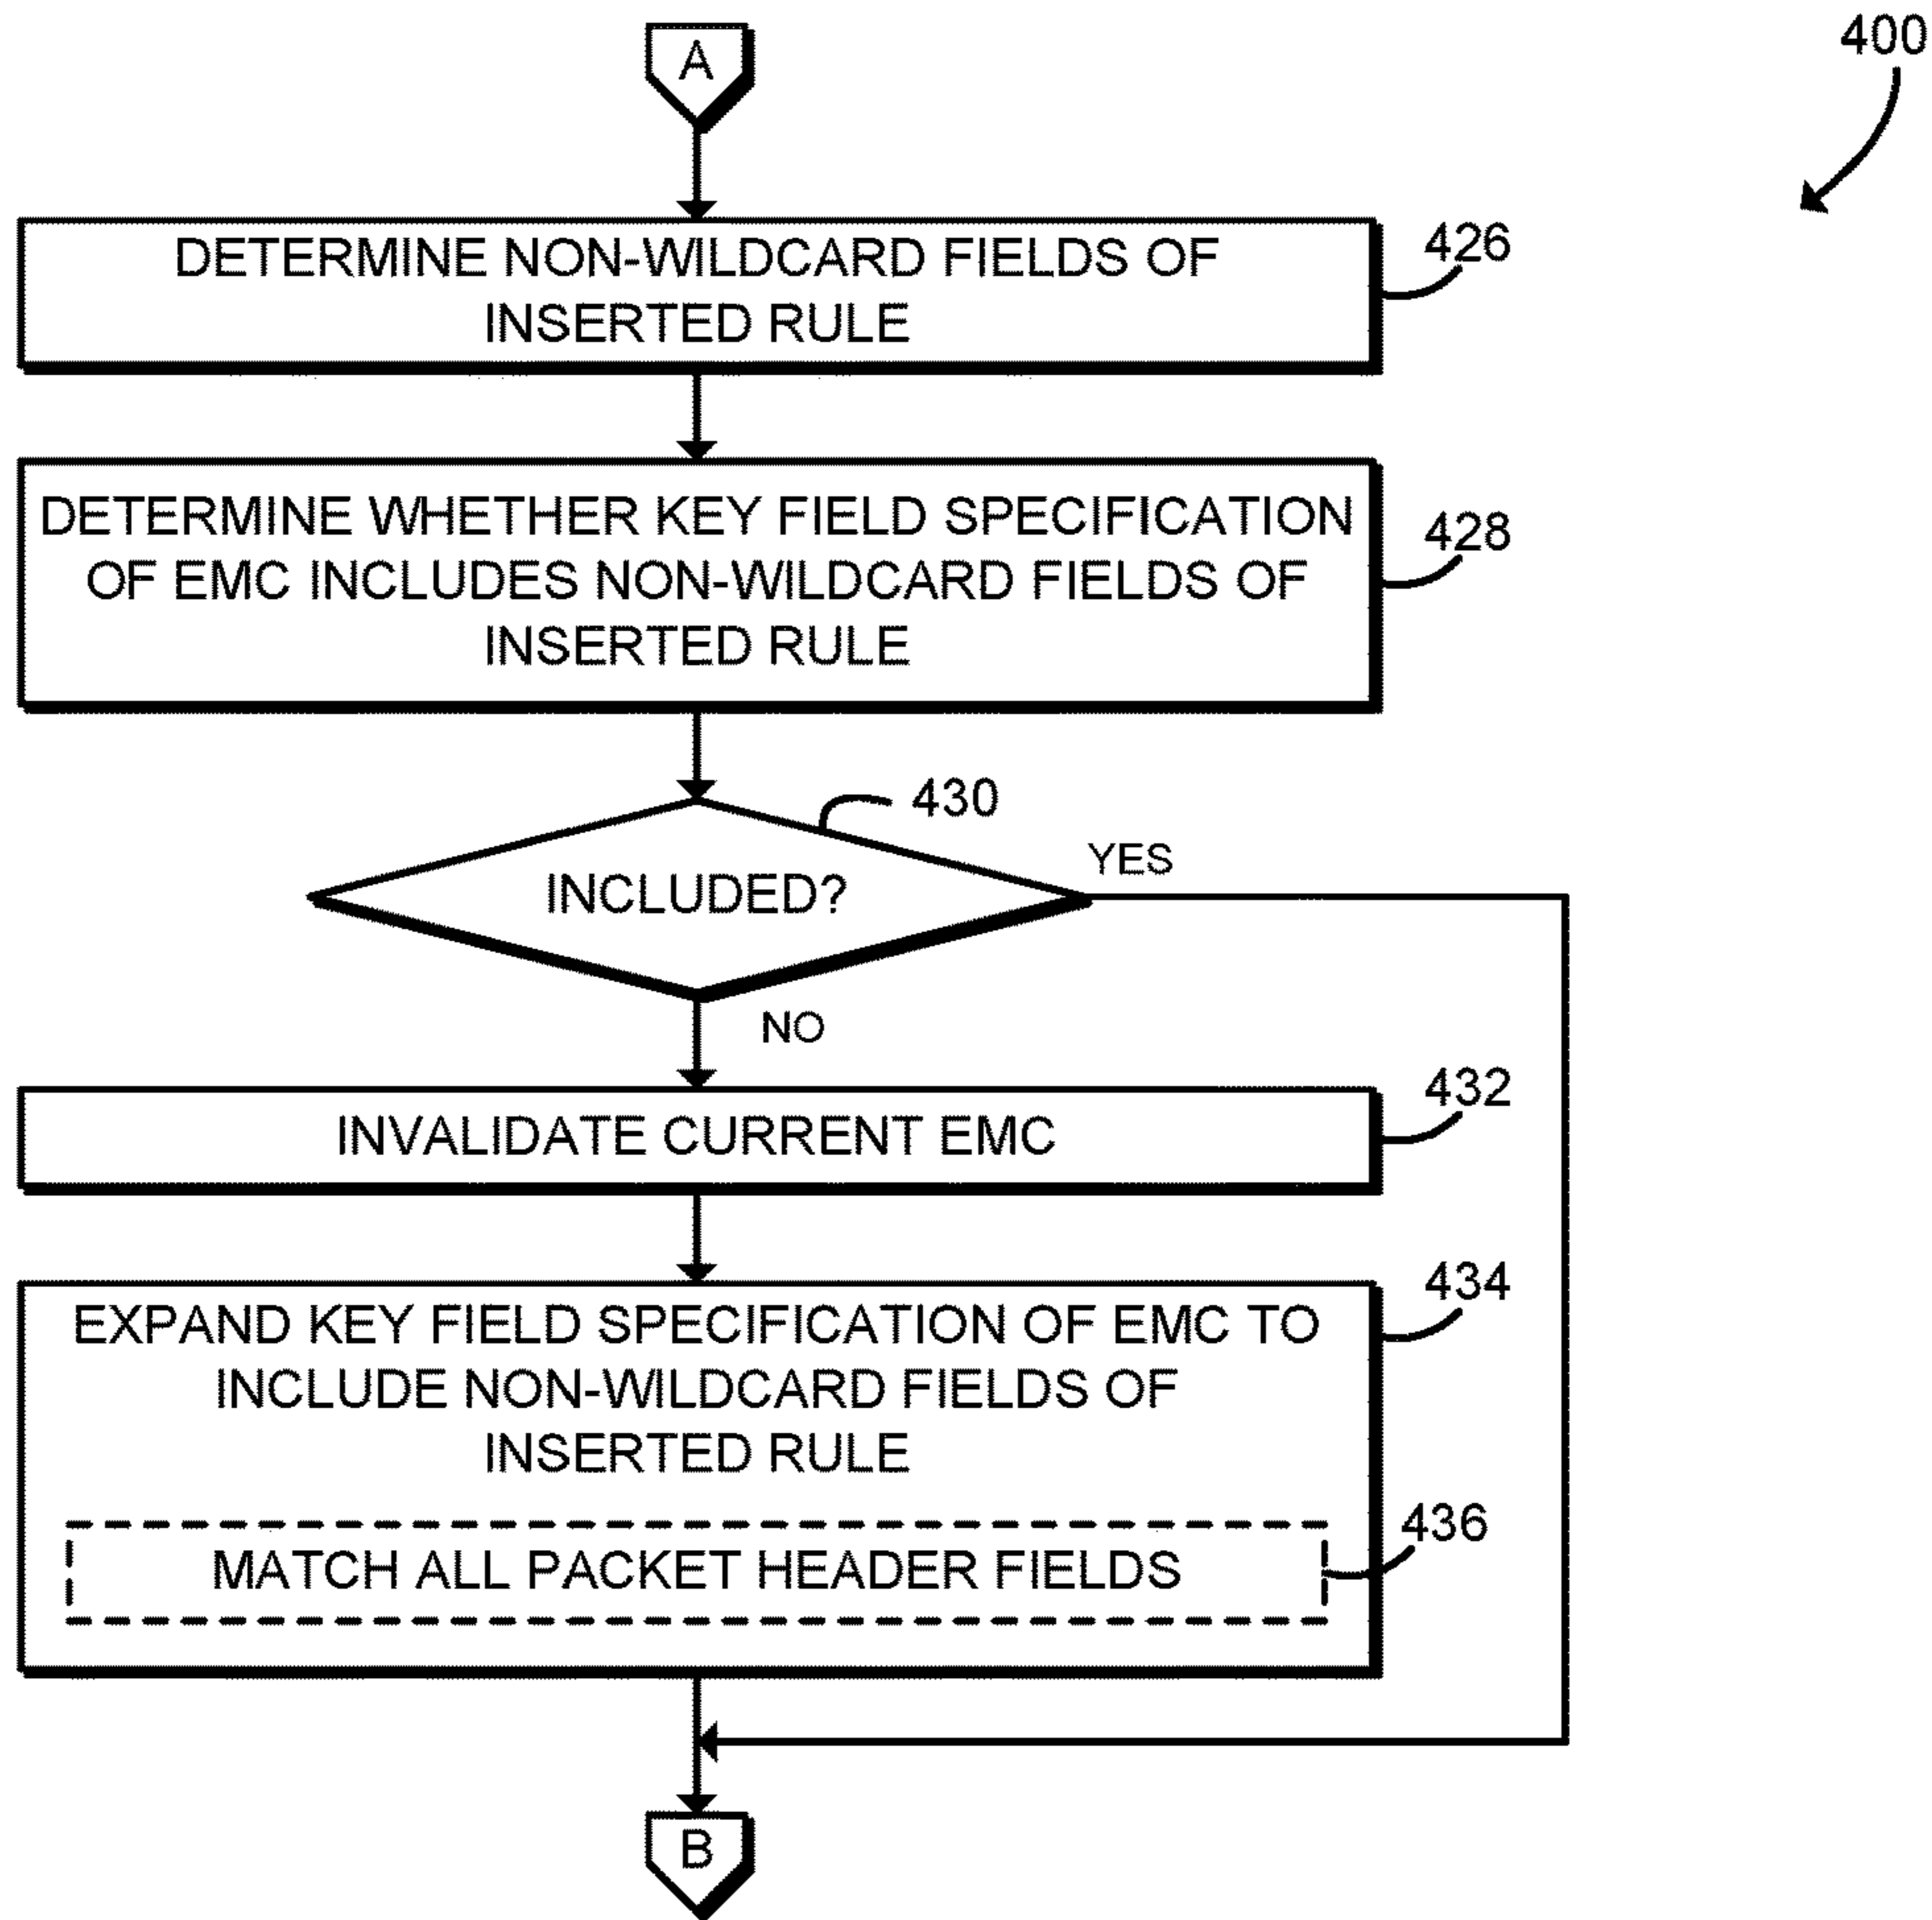 A
400
DETERMINE NON-WILDCARD FIELDS OF
INSERTED RULE
426
DETERMINE WHETHER KEY FIELD SPECIFICATION
OF EMC INCLUDES NON-WILDCARD FIELDS OF
INSERTED RULE
428
430
INCLUDED?
YES
NO
INVALIDATE CURRENT EMC
432
EXPAND KEY FIELD SPECIFICATION OF EMC TO
INCLUDE NON-WILDCARD FIELDS OF
INSERTED RULE
434
MATCH ALL PACKET HEADER FIELDS
436
B